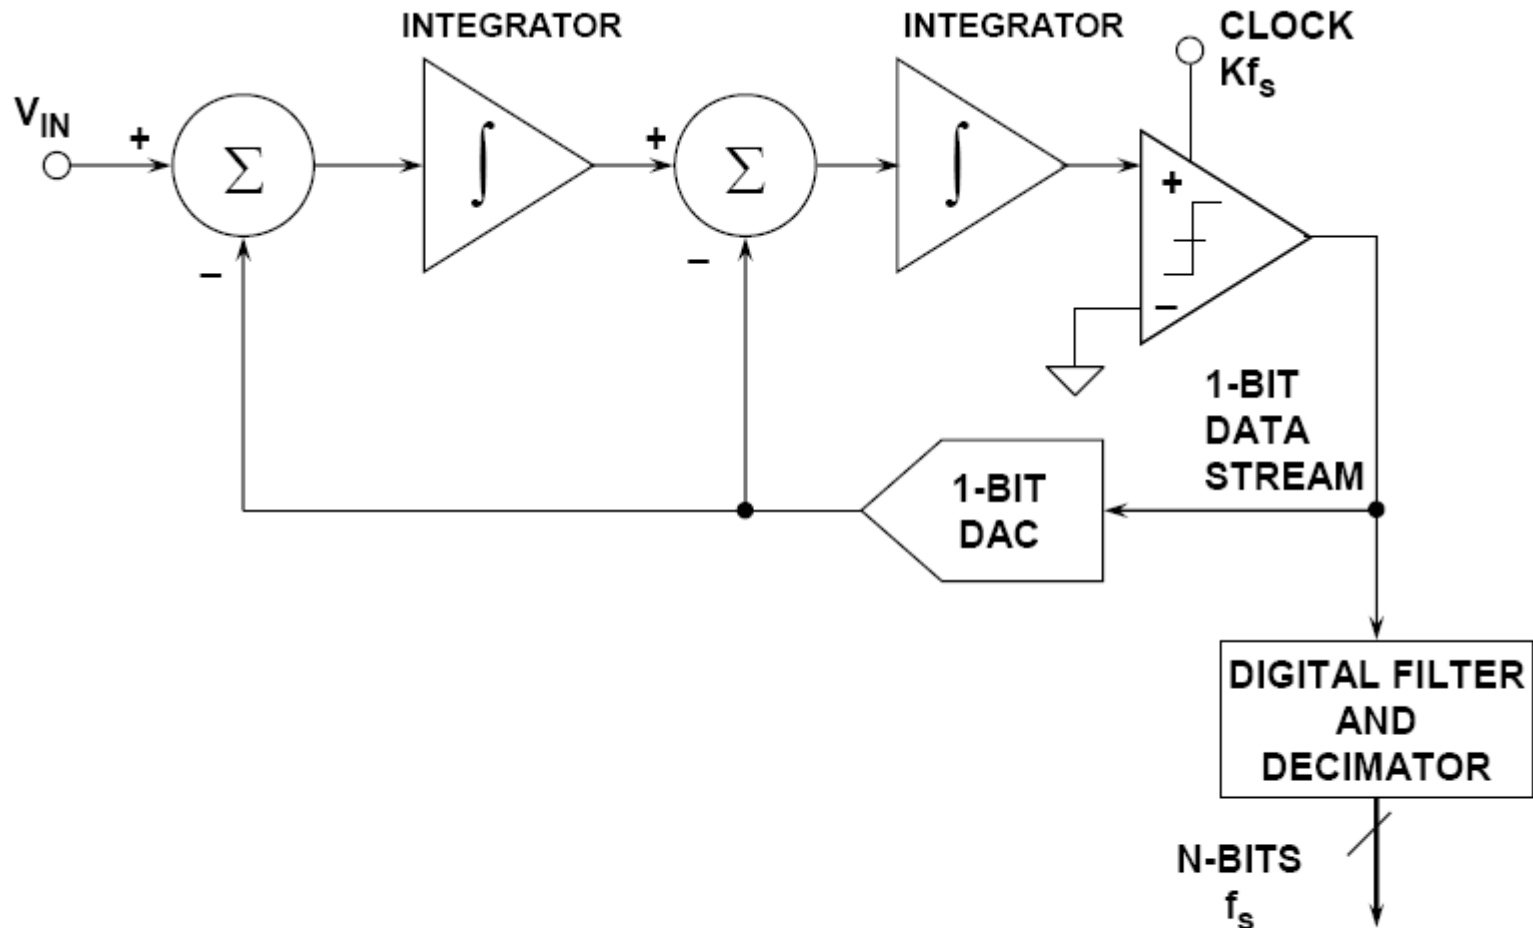 INTEGRATOR
INTEGRATOR
CLOCK
Kfs
VIN
+
Σ
∫
+
Σ
∫
+
−
−
−
1-BIT
DATA
STREAM
1-BIT
DAC
DIGITAL FILTER
AND
DECIMATOR
N-BITS
fs